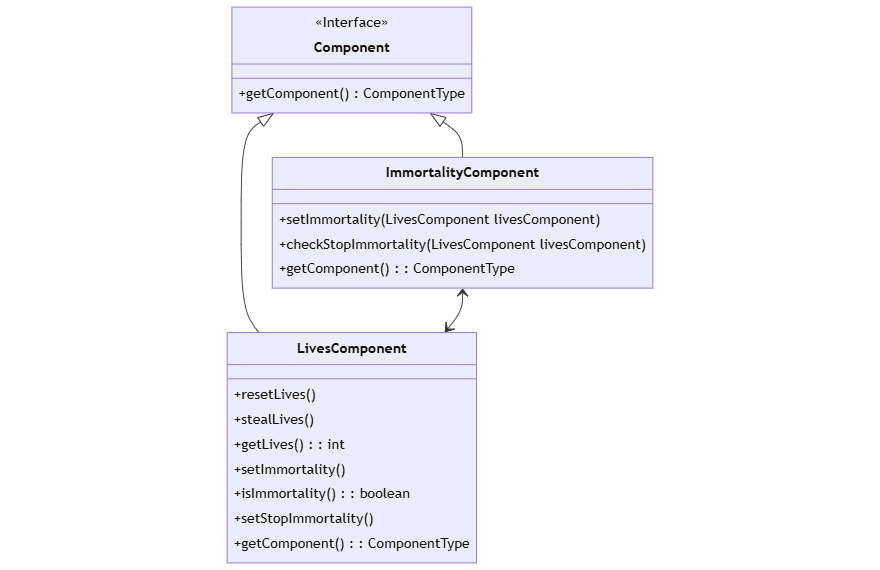 «Interface»
Component
+getComponent() : ComponentType
ImmortalityComponent
+setImmortality(LivesComponent livesComponent)
+checkStopImmortality(LivesComponent livesComponent)
+getComponent() : : ComponentType
LivesComponent
+resetLives()
+stealLives()
+getLives() : : int
+setImmortality()
+isImmortality() : : boolean
+setStopImmortality()
+getComponent() : : ComponentType